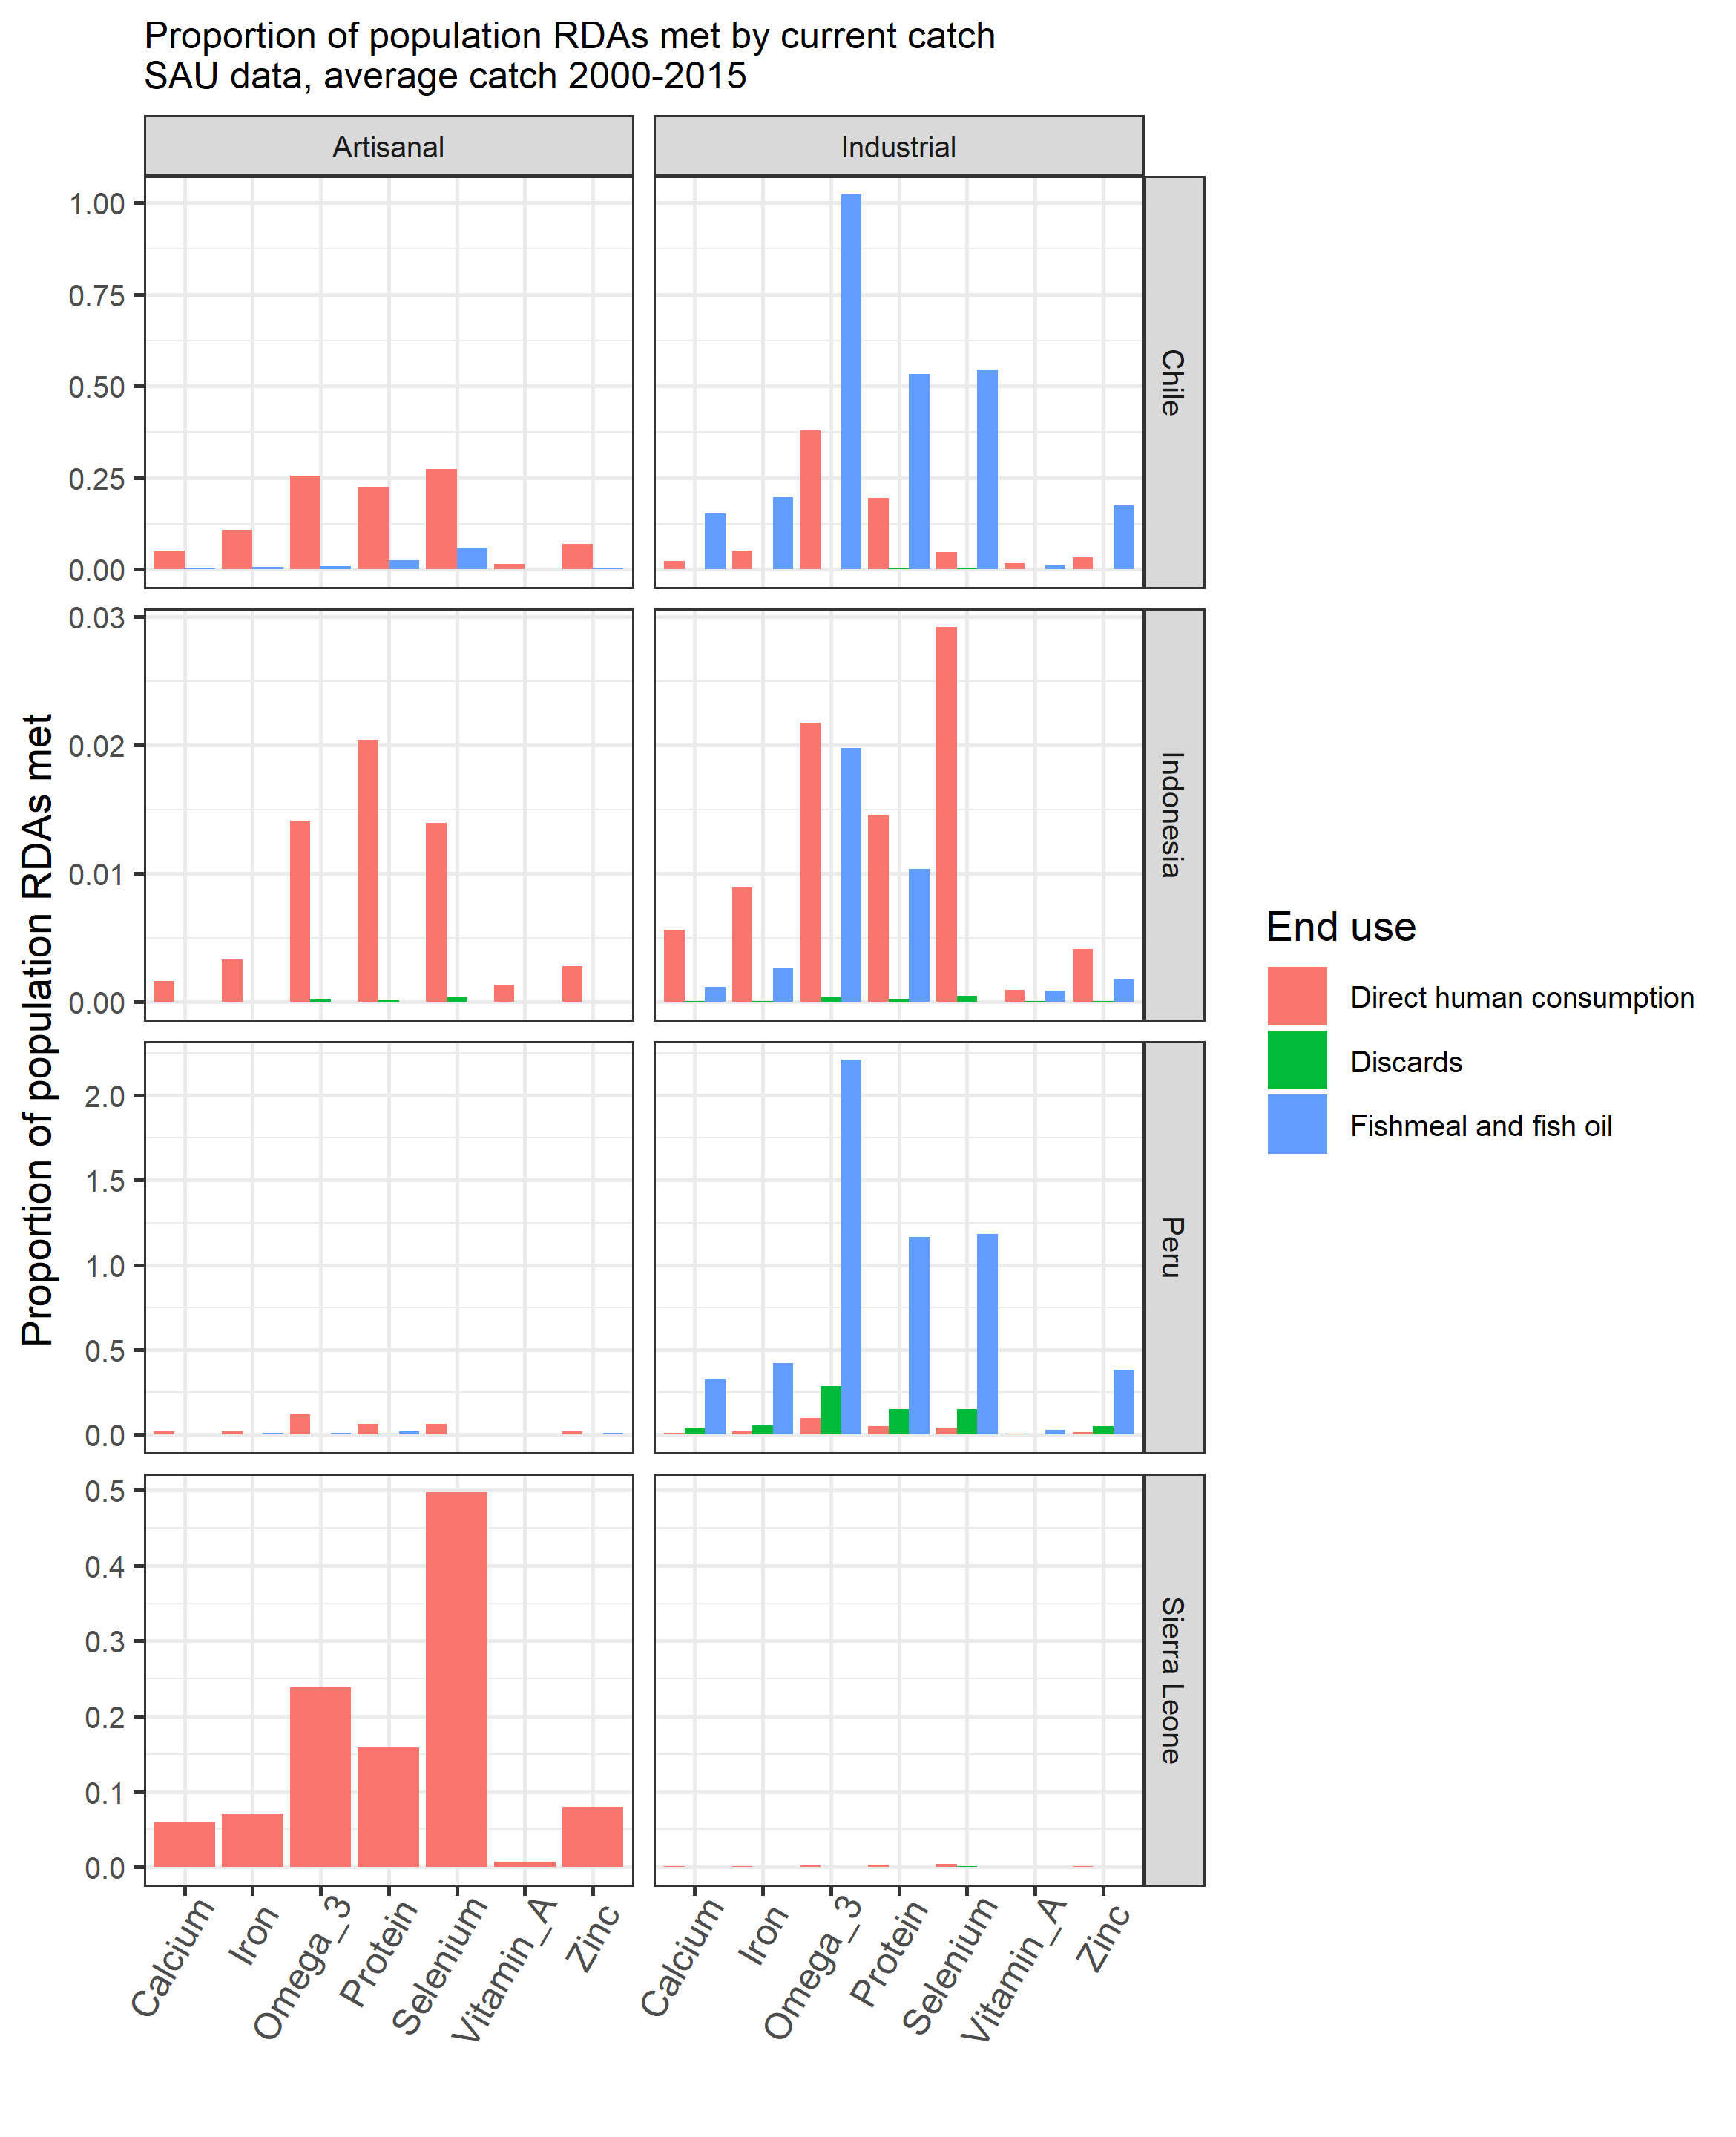 Proportion of population RDAs met by current catch
SAU data, average catch 2000-2015
Artisanal
Industrial
1.00
0.75
0.50
0.25
0.00
Chile
0.03
0.02
0.01
0.00
Indonesia
2.0
1.5
1.0
0.5
0.0
Peru
0.5
0.4
0.3
0.2
0.1
0.0
Sierra Leone
Proportion of population RDAs met
Calcium
Iron
Omega_3
Protein
Selenium
Vitamin_A
Zinc
Calcium
Iron
Omega_3
Protein
Selenium
Vitamin_A
Zinc
End use
Direct human consumption
Discards
Fishmeal and fish oil